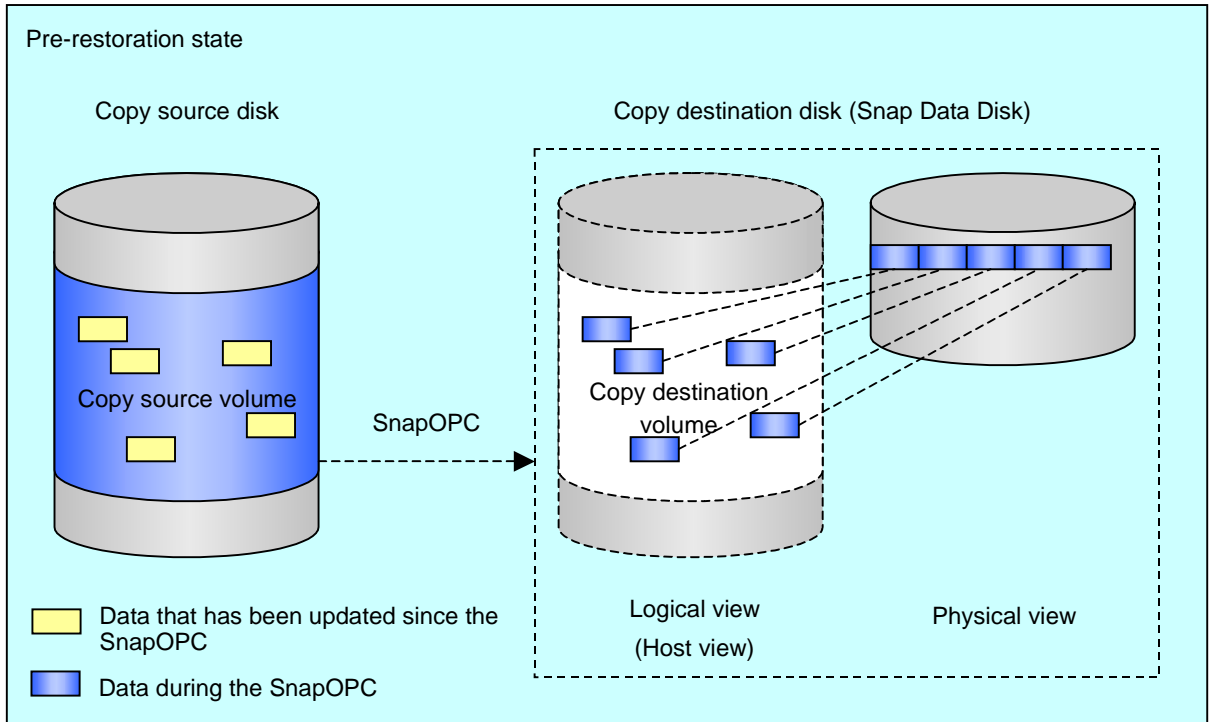 Pre-restoration state
Copy source disk
Copy destination disk (Snap Data Disk)
Copy source volume
Copy destination
volume
SnapOPC
Data that has been updated since the
SnapOPC
Data during the SnapOPC
Logical view
(Host view)
Physical view